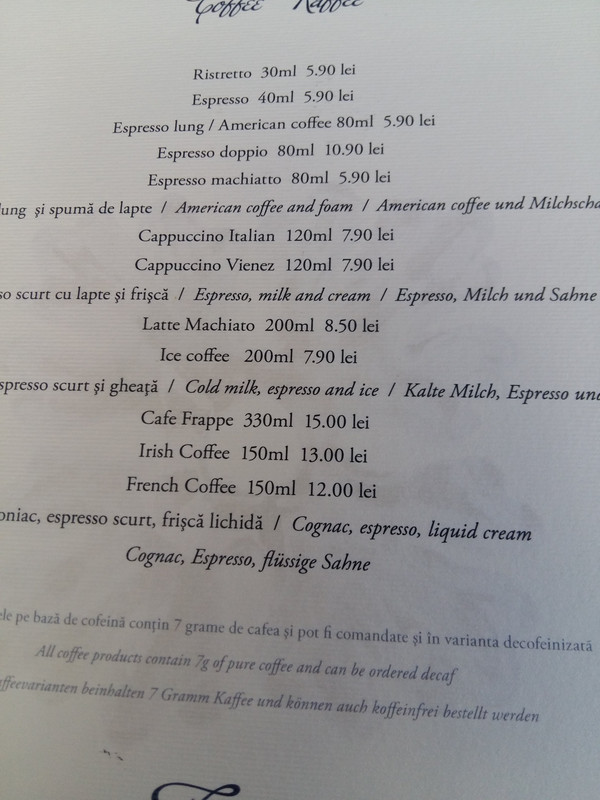 Coffee Kaffee
Ristretto 30ml 5.90 lei
Espresso 40ml 5.90 lei
Espresso lung / American coffee 80ml 5.90 lei
Espresso doppio 80ml 10.90 lei
Espresso machiatto 80ml 5.90 lei
lung și spumă de lapte / American coffee and foam / American coffee und Milchscha
Cappuccino Italian 120ml 7.90 lei
Cappuccino Vienez 120ml 7.90 lei
so scurt cu lapte și frișcă / Espresso, milk and cream / Espresso, Milch und Sahne
Latte Machiato 200ml 8.50 lei
Ice coffee 200ml 7.90 lei
spresso scurt și gheață / Cold milk, espresso and ice / Kalte Milch, Espresso und
Cafe Frappe 330ml 15.00 lei
Irish Coffee 150ml 13.00 lei
French Coffee 150ml 12.00 lei
oniac, espresso scurt, frișcă lichidă / Cognac, espresso, liquid cream
Cognac, Espresso, flüssige Sahne
ele pe bază de cofeină conțin 7 grame de cafea și pot fi comandate și în varianta decofeinizată
All coffee products contain 7g of pure coffee and can be ordered decaf
affeevarianten beinhalten 7 Gramm Kaffee und können auch koffeinfrei bestellt werden